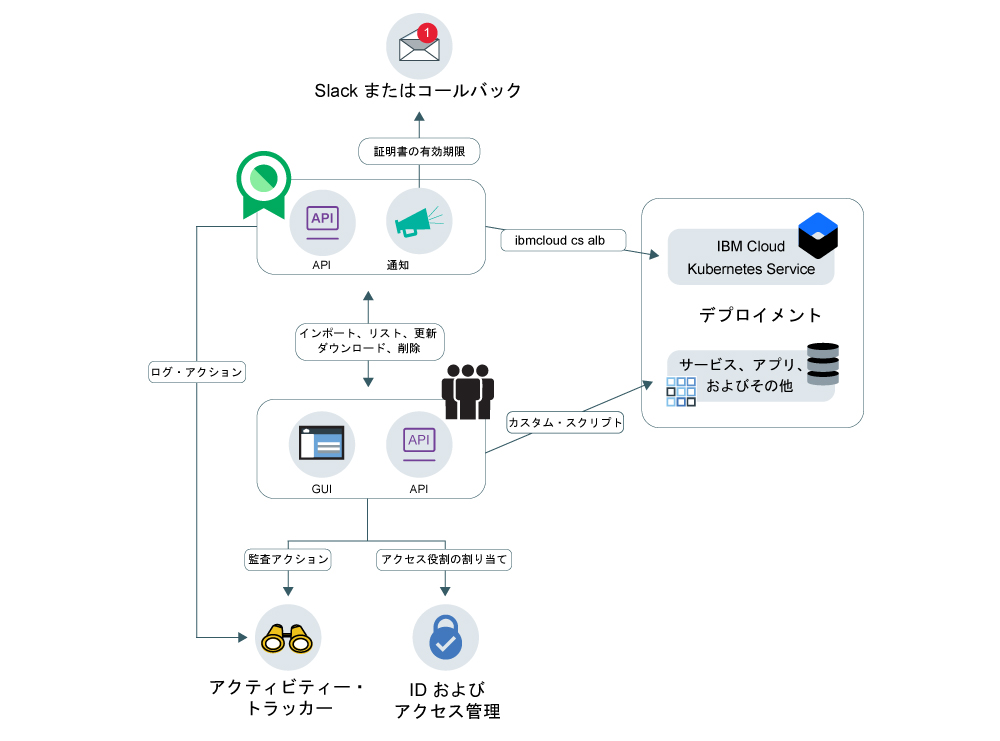 1
Slack またはコールバック
証明書の有効期限
API
API
通知
ibmcloud cs alb
IBM Cloud
Kubernetes Service
デプロイメント
インポート、リスト、更新
ダウンロード、削除
サービス、アプリ、
およびその他
ログ・アクション
カスタム・スクリプト
API
GUI
API
監査アクション
アクセス役割の割り当て
アクティビティー・
トラッカー
ID および
アクセス管理